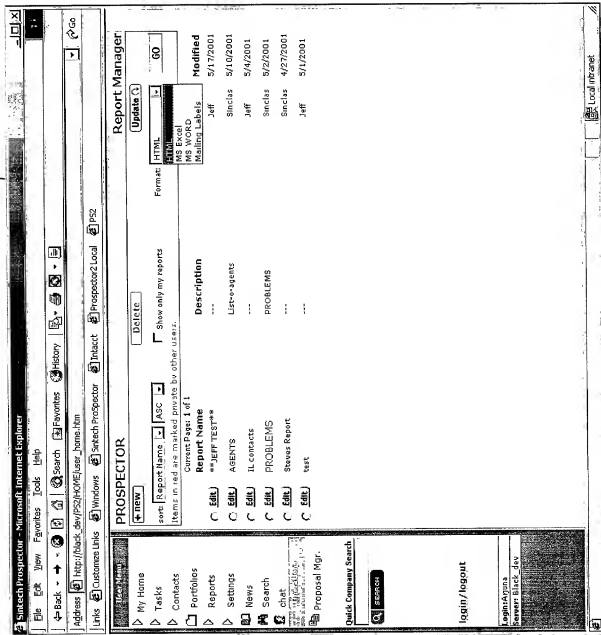 Sintech Prospector - Microsoft Internet Explorer
File Edit View Favorites Tools Help
Back Search Favorites History
Address http://black_dev/PS2/HOME/user_home.htm Go
Links Customize Links Windows Sintech ProSpector Intacct Prospector2 Local PS2
User Menu
My Home
Tasks
Contacts
Portfolios
Reports
Settings
News
Search
chat
Proposal Mgr.
Quick Company Search
SEARCH
login/logout
Server: Black_dev
PROSPECTOR Report Manager
+ new Delete Update
sort: Report Name ASC Show only my reports Format: HTML GO
HTML
MS Excel
MS WORD
Mailing Labels
Items in red are marked private by other users.
Current Page: 1 of 1
Report Name Description Modified
Edit **JEFF TEST** --- Jeff 5/17/2001
Edit AGENTS List-o-agents Sinclas 5/10/2001
Edit IL contacts --- Jeff 5/4/2001
Edit PROBLEMS PROBLEMS Sinclas 5/2/2001
Edit Steves Report --- Sinclas 4/27/2001
Edit test --- Jeff 5/1/2001
Local intranet